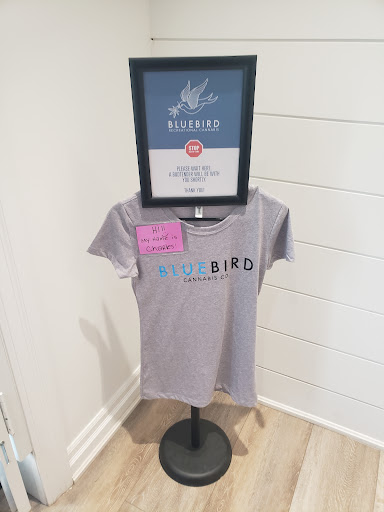 BLUEBIRD
RECREATIONAL CANNABIS
STOP
PLEASE WAIT HERE,
A BUDTENDER WILL BE WITH
YOU SHORTLY.
THANK YOU!
HI!
MY NAME IS
CHARLES!
BLUEBIRD
CANNABIS CO